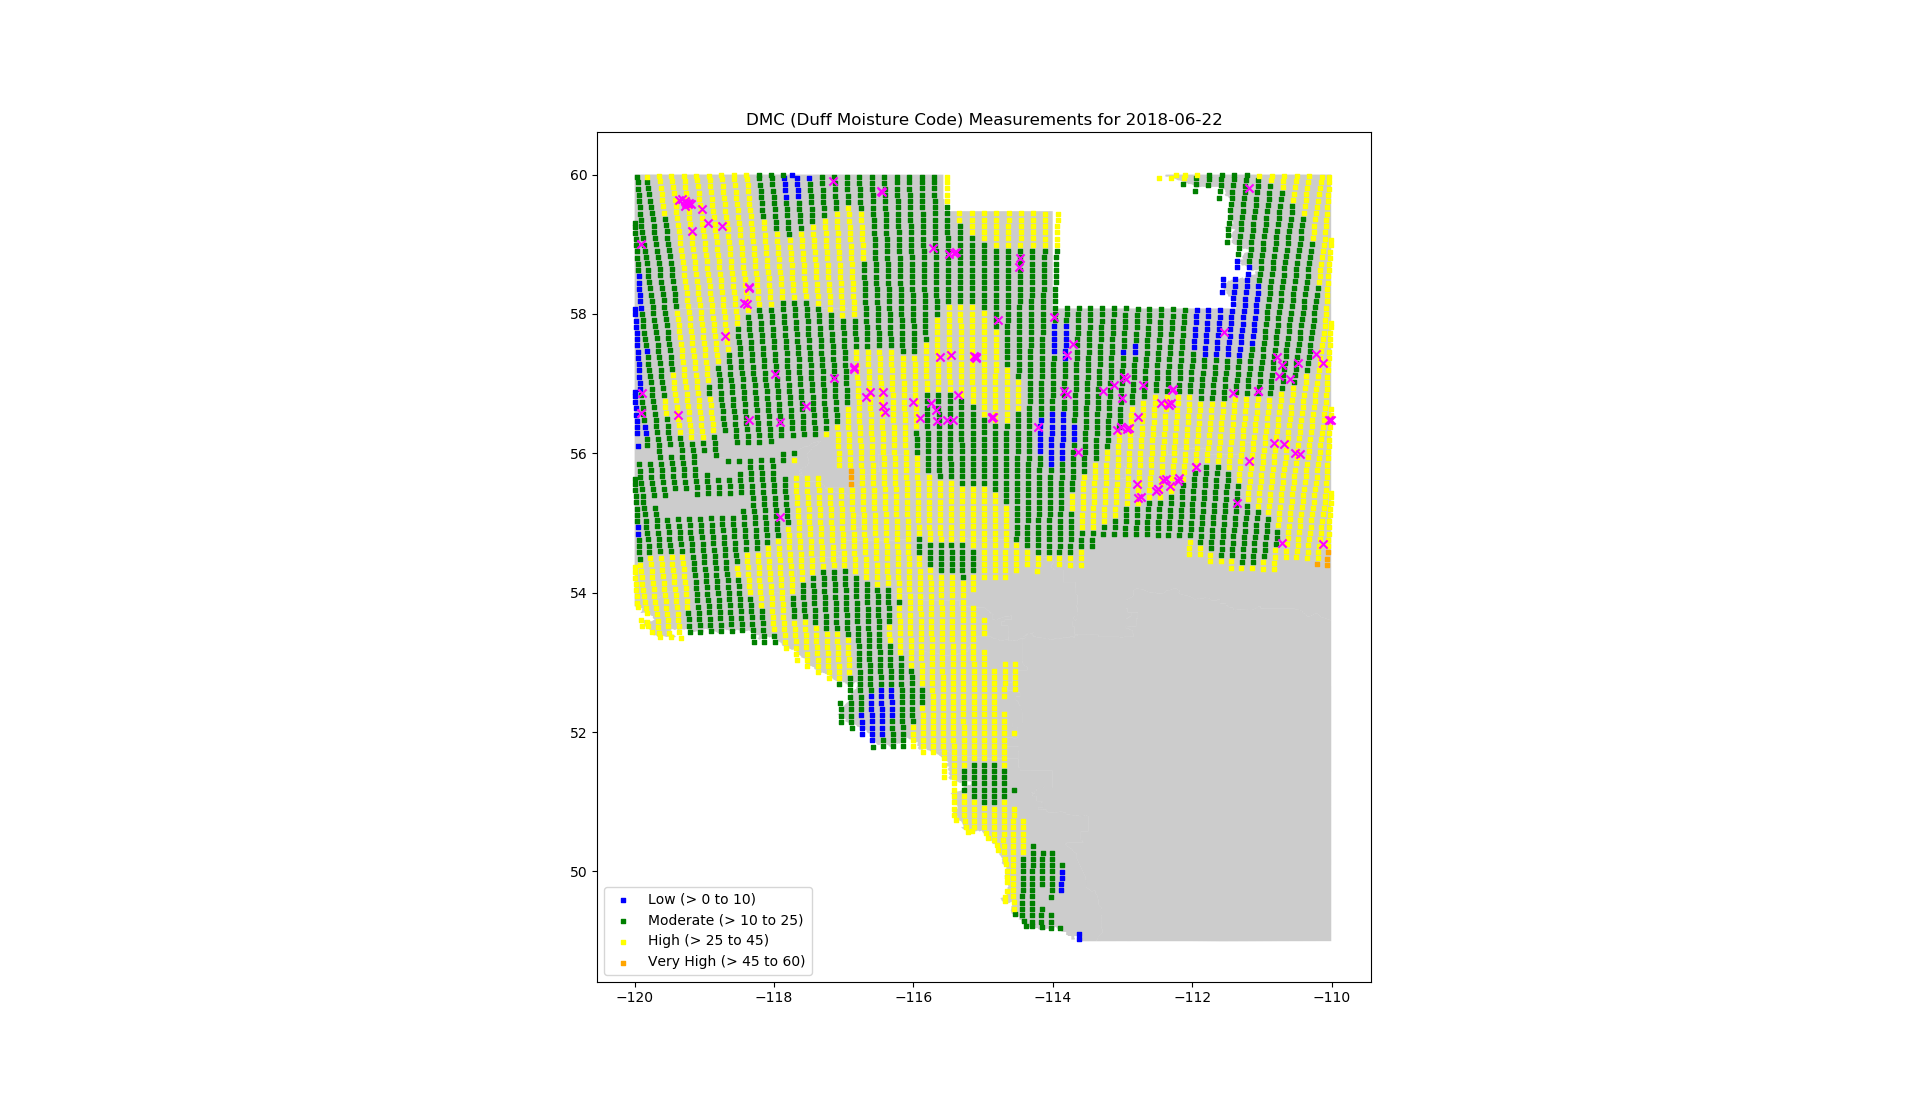 DMC (Duff Moisture Code) Measurements for 2018-06-22
60
58
56
54
52
50
Low (> 0 to 10)
Moderate (> 10 to 25)
High (> 25 to 45)
Very High (> 45 to 60)
−120
−118
−116
−114
−112
−110